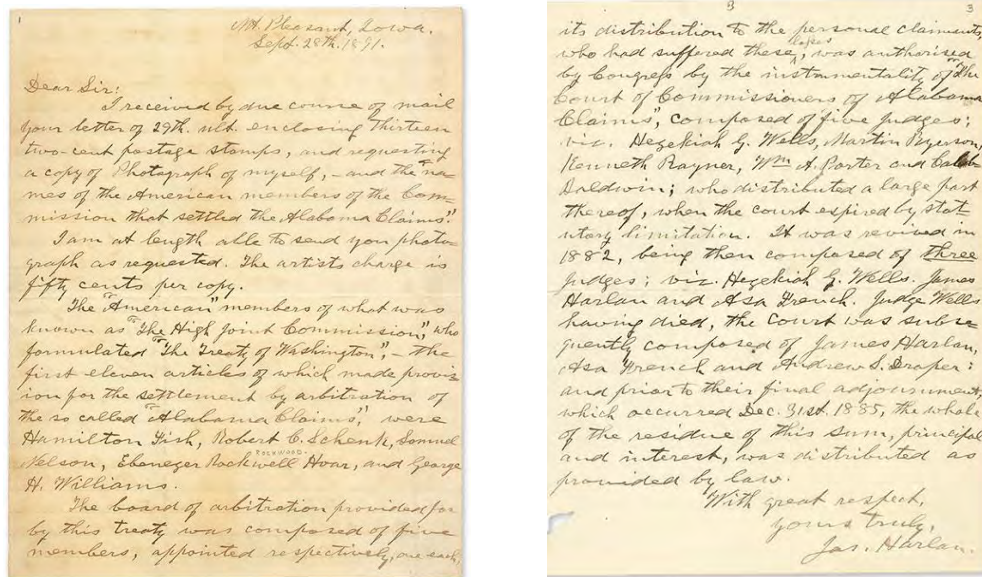 1
Mt. Pleasant, Iowa.
Sept. 28th. 1891.
Dear Sir:
I received by due course of mail
your letter of 29th. ult. enclosing thirteen
two-cent postage stamps, and requesting
a copy of Photograph of myself, - and the "na-
mes of the American members of the Com-
mission that settled the Alabama Claims."
I am at length able to send you photo-
graph as requested. The artists charge is
fifty cents per copy.
The "American" members of what was
known as "The High Joint Commission", who
formulated "The Treaty of Washington", - the
first eleven articles of which made provis-
ion for the settlement by arbitration of
the so called "Alabama Claims", were
Hamilton Fish, Robert C. Schenk, Samuel
ROCKWOOD
Nelson, Ebenezer Rockwell Hoar, and George
H. Williams.
The board of arbitration provided for
by this treaty was composed of five
members, appointed respectively, one each,
3
3
its distribution to the personal claimants,
who had suffered these losses, was authorised
by Congress by the instrumentality of "The
Court of Commissioners of Alabama
Claims", composed of five judges;
viz. Hezekiah G. Wells, Martin Ryerson,
Kenneth Rayner, Wm A. Porter and Caleb
Baldwin; who distributed a large part
thereof, when the court expired by stat-
utory limitation. It was revived in
1882, being then composed of three
judges; viz. Hezekiah G. Wells. James
Harlan and Asa French. Judge Wells
having died, the Court was subse-
quently composed of James Harlan,
Asa French and Andrew S. Draper:
and prior to their final adjournment,
which occurred Dec. 31st. 1885, the whole
of the residue of this sum, principal
and interest, was distributed as
provided by law.
With great respect,
yours truly,
Jas. Harlan.